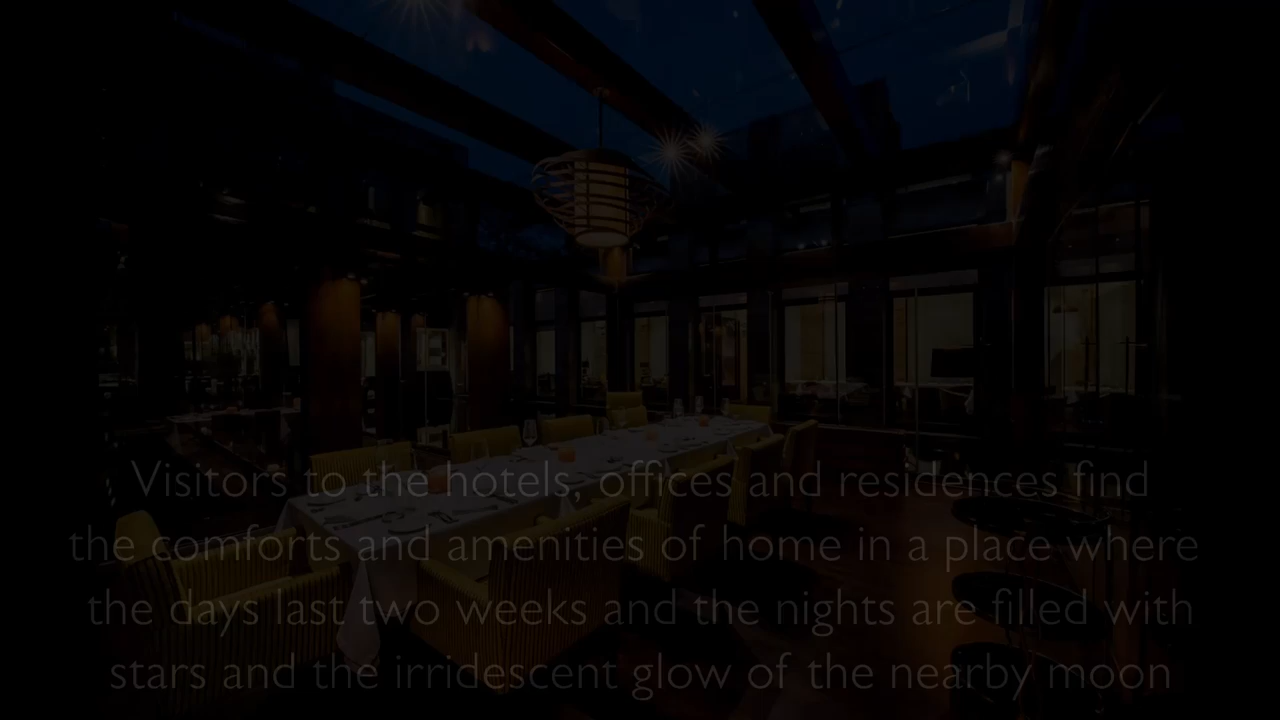 Visitors to the hotels, offices and residences find
the comforts and amenities of home in a place where
the days last two weeks and the nights are filled with
stars and the irridescent glow of the nearby moon